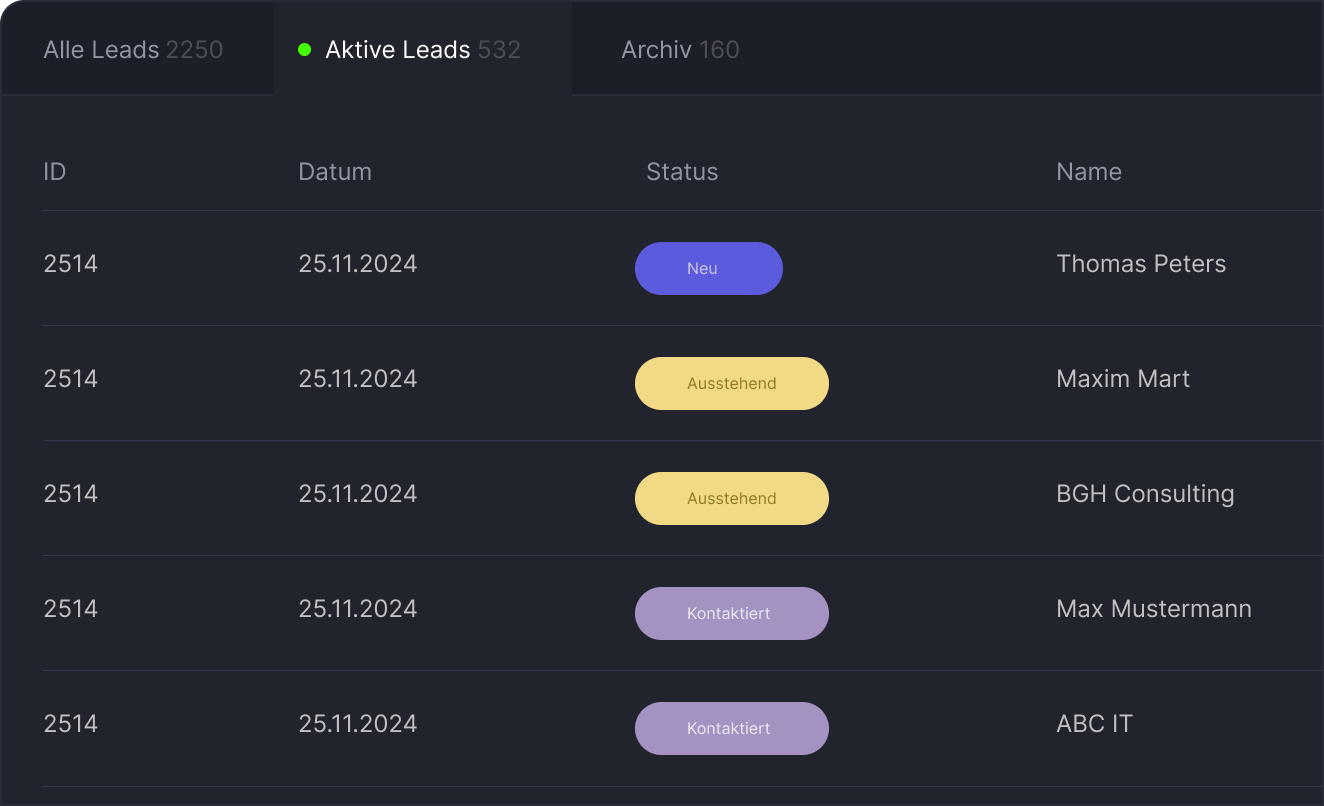 Alle Leads 2250 Aktive Leads 532 Archiv 160
ID Datum Status Name
2514 25.11.2024 Neu Thomas Peters
2514 25.11.2024 Ausstehend Maxim Mart
2514 25.11.2024 Ausstehend BGH Consulting
2514 25.11.2024 Kontaktiert Max Mustermann
2514 25.11.2024 Kontaktiert ABC IT